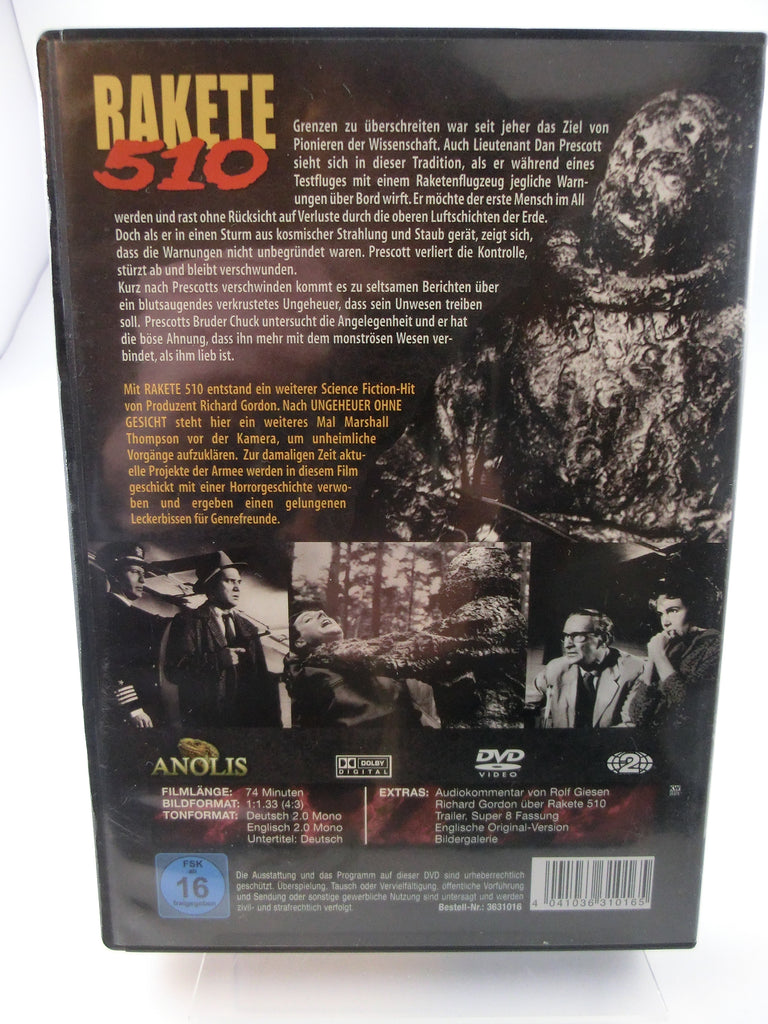 RAKETE
510
Grenzen zu überschreiten war seit jeher das Ziel von
Pionieren der Wissenschaft. Auch Lieutenant Dan Prescott
sieht sich in dieser Tradition, als er während eines
Testfluges mit einem Raketenflugzeug jegliche Warn-
ungen über Bord wirft. Er möchte der erste Mensch im All
werden und rast ohne Rücksicht auf Verluste durch die oberen Luftschichten der Erde.
Doch als er in einen Sturm aus kosmischer Strahlung und Staub gerät, zeigt sich,
dass die Warnungen nicht unbegründet waren. Prescott verliert die Kontrolle,
stürzt ab und bleibt verschwunden.
Kurz nach Prescotts verschwinden kommt es zu seltsamen Berichten über
ein blutsaugendes verkrustetes Ungeheuer, dass sein Unwesen treiben
soll. Prescotts Bruder Chuck untersucht die Angelegenheit und er hat
die böse Ahnung, dass ihn mehr mit dem monströsen Wesen ver-
bindet, als ihm lieb ist.
Mit RAKETE 510 entstand ein weiterer Science Fiction-Hit
von Produzent Richard Gordon. Nach UNGEHEUER OHNE
GESICHT steht hier ein weiteres Mal Marshall
Thompson vor der Kamera, um unheimliche
Vorgänge aufzuklären. Zur damaligen Zeit aktu-
elle Projekte der Armee werden in diesem Film
geschickt mit einer Horrorgeschichte verwo-
ben und ergeben einen gelungenen
Leckerbissen für Genrefreunde.
ANOLIS
DOLBY
DIGITAL
DVD
VIDEO
2
FILMLÄNGE: 74 Minuten
BILDFORMAT: 1:1.33 (4:3)
TONFORMAT: Deutsch 2.0 Mono
Englisch 2.0 Mono
Untertitel: Deutsch
EXTRAS: Audiokommentar von Rolf Giesen
Richard Gordon über Rakete 510
Trailer, Super 8 Fassung
Englische Original-Version
Bildergalerie
FSK
ab
16
freigegeben
Die Ausstattung und das Programm auf dieser DVD sind urheberrechtlich
geschützt. Überspielung, Tausch oder Vervielfältigung, öffentliche Vorführung
und Sendung oder sonstige gewerbliche Nutzung sind untersagt und werden
zivil- und strafrechtlich verfolgt.
Bestell-Nr.: 3631016
4 041036 310165